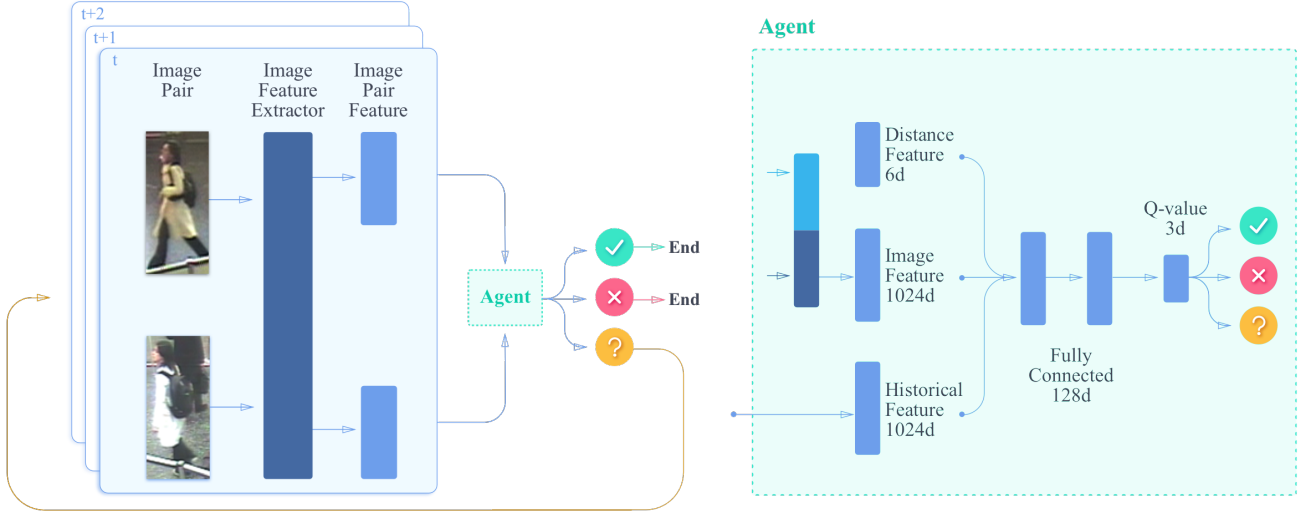 t+2
t+1
t
Image
Pair
Image
Feature
Extractor
Image
Pair
Feature
Agent
End
End
Agent
Distance
Feature
6d
Image
Feature
1024d
Historical
Feature
1024d
Fully
Connected
128d
Q-value
3d